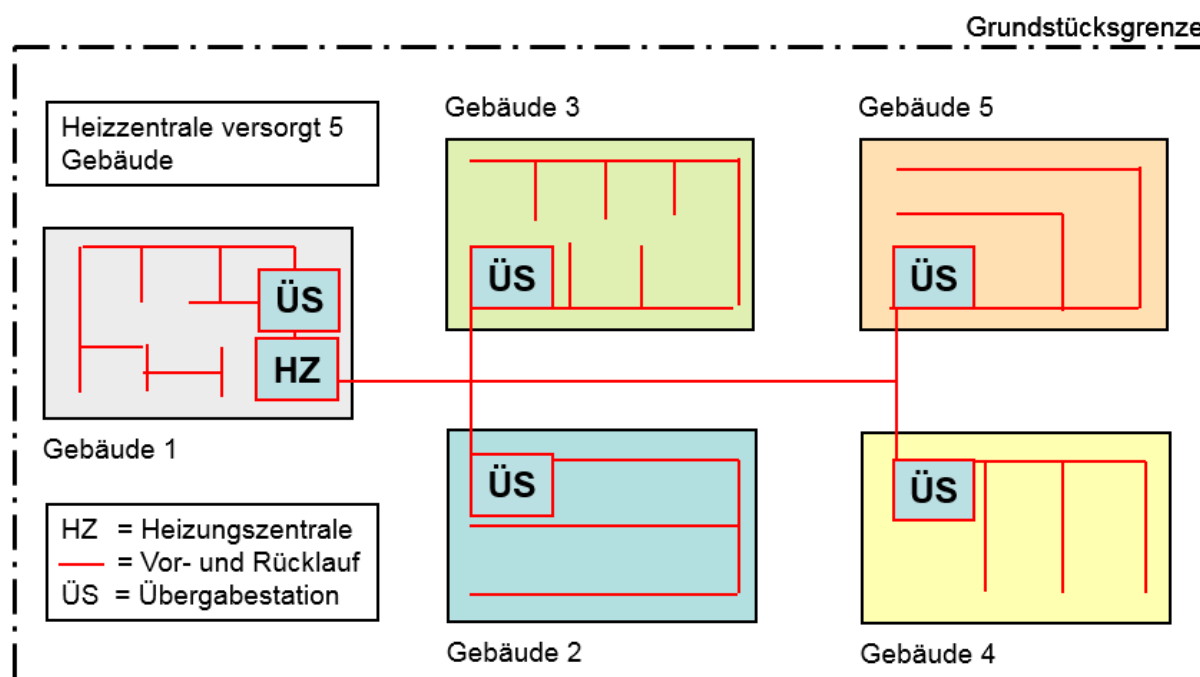 Grundstücksgrenze
Heizzentrale versorgt 5
Gebäude
Gebäude 3
Gebäude 5
ÜS
HZ
Gebäude 1
ÜS
ÜS
ÜS
ÜS
Gebäude 2
Gebäude 4
HZ = Heizungszentrale
= Vor- und Rücklauf
ÜS = Übergabestation